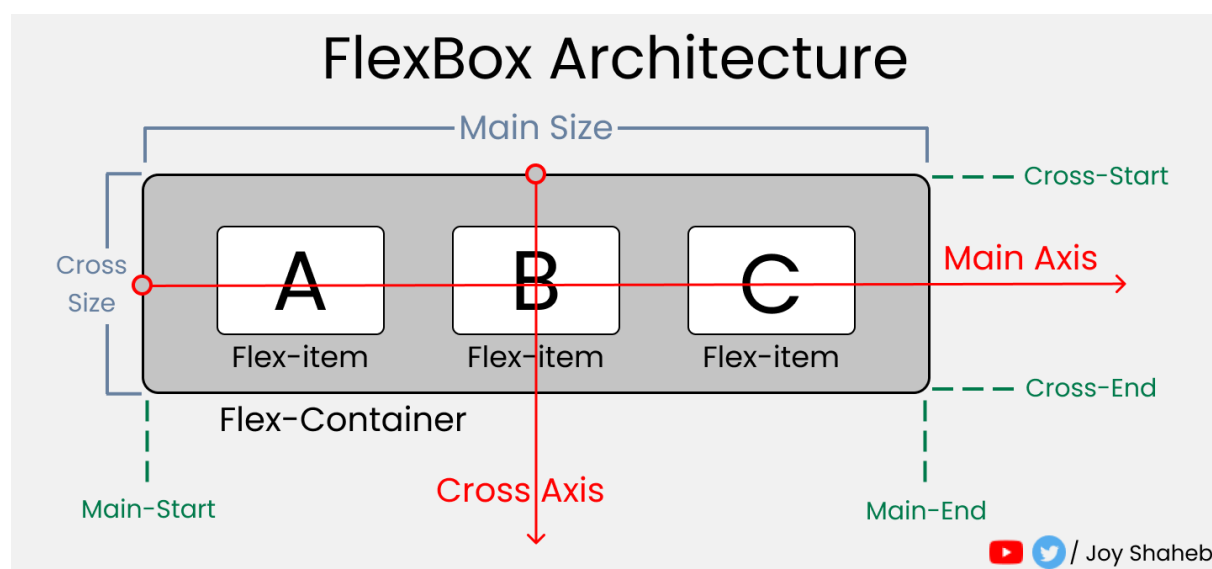 FlexBox Architecture
Main Size
Cross-Start
Cross
Size
Main Axis
A
B
C
Flex-item
Flex-item
Flex-item
Cross-End
Flex-Container
Cross Axis
Main-Start
Main-End
/ Joy Shaheb